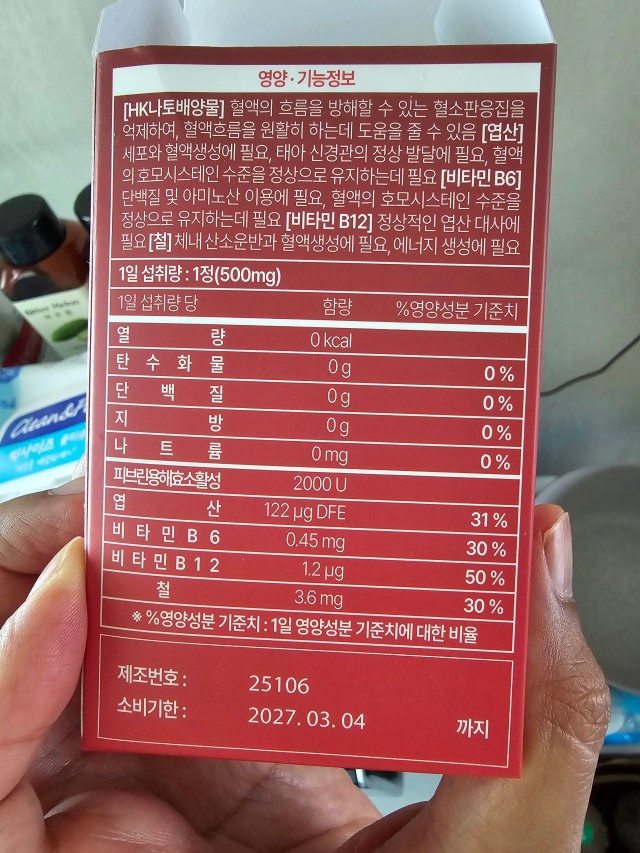 영양 · 기능정보
[HK나토배양물] 혈액의 흐름을 방해할 수 있는 혈소판응집을
억제하여, 혈액흐름을 원활히 하는데 도움을 줄 수 있음 [엽산]
세포와 혈액생성에 필요, 태아 신경관의 정상 발달에 필요, 혈액
의 호모시스테인 수준을 정상으로 유지하는데 필요 [비타민 B6]
단백질 및 아미노산 이용에 필요, 혈액의 호모시스테인 수준을
정상으로 유지하는데 필요 [비타민 B12] 정상적인 엽산 대사에
필요 [철] 체내 산소운반과 혈액생성에 필요, 에너지 생성에 필요
1일 섭취량 : 1정(500mg)
1일 섭취량 당 함량 %영양성분 기준치
열량 0 kcal
탄수화물 0 g 0 %
단백질 0 g 0 %
지방 0 g 0 %
나트륨 0 mg 0 %
피브린용해효소활성 2000 U
엽산 122 µg DFE 31 %
비타민 B 6 0.45 mg 30 %
비타민 B 1 2 1.2 µg 50 %
철 3.6 mg 30 %
※ %영양성분 기준치 : 1일 영양성분 기준치에 대한 비율
제조번호 : 25106
소비기한 : 2027. 03. 04 까지
Clean&